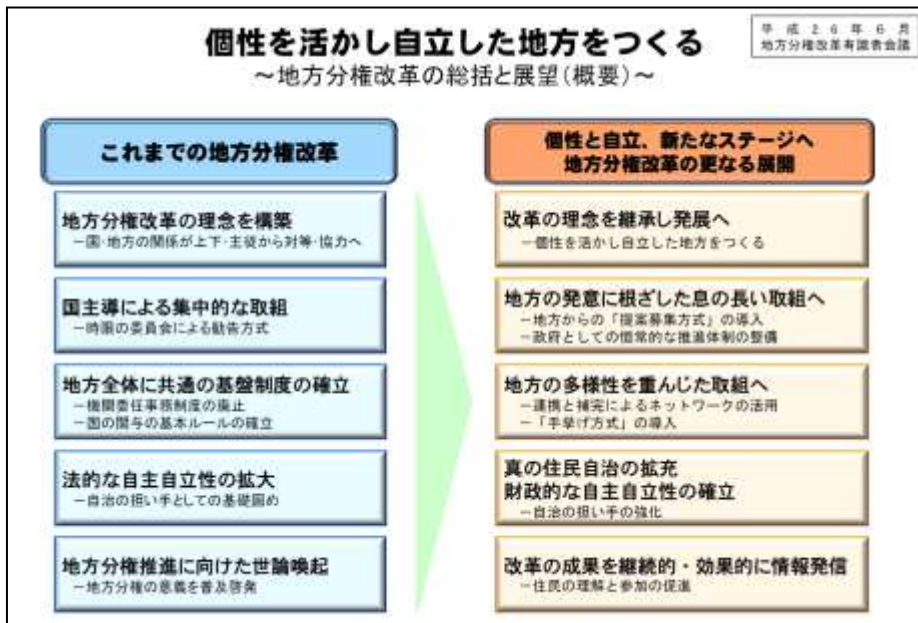 個性を活かし自立した地方をつくる
～地方分権改革の総括と展望(概要)～
平成26年6月
地方分権改革有識者会議
これまでの地方分権改革
地方分権改革の理念を構築
－国・地方の関係が上下・主従から対等・協力へ
国主導による集中的な取組
－時限の委員会による勧告方式
地方全体に共通の基盤制度の確立
－機関委任事務制度の廃止
－国の関与の基本ルールの確立
法的な自主自立性の拡大
－自治の担い手としての基礎固め
地方分権推進に向けた世論喚起
－地方分権の意義を普及啓発
個性と自立、新たなステージへ
地方分権改革の更なる展開
改革の理念を継承し発展へ
－個性を活かし自立した地方をつくる
地方の発意に根ざした息の長い取組へ
－地方からの「提案募集方式」の導入
－政府としての恒常的な推進体制の整備
地方の多様性を重んじた取組へ
－連携と補完によるネットワークの活用
－「手挙げ方式」の導入
真の住民自治の拡充
財政的な自主自立性の確立
－自治の担い手の強化
改革の成果を継続的・効果的に情報発信
－住民の理解と参加の促進